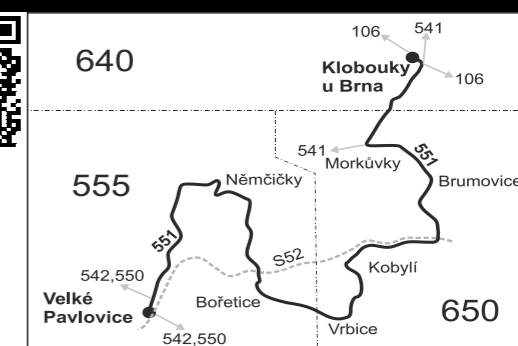 640
106
541
Klobouky
u Brna
106
541
Morkůvky
551
Brumovice
555
Němčičky
551
S52
Kobylí
542,550
Velké
Pavlovice
Bořetice
Vrbice
650
542,550